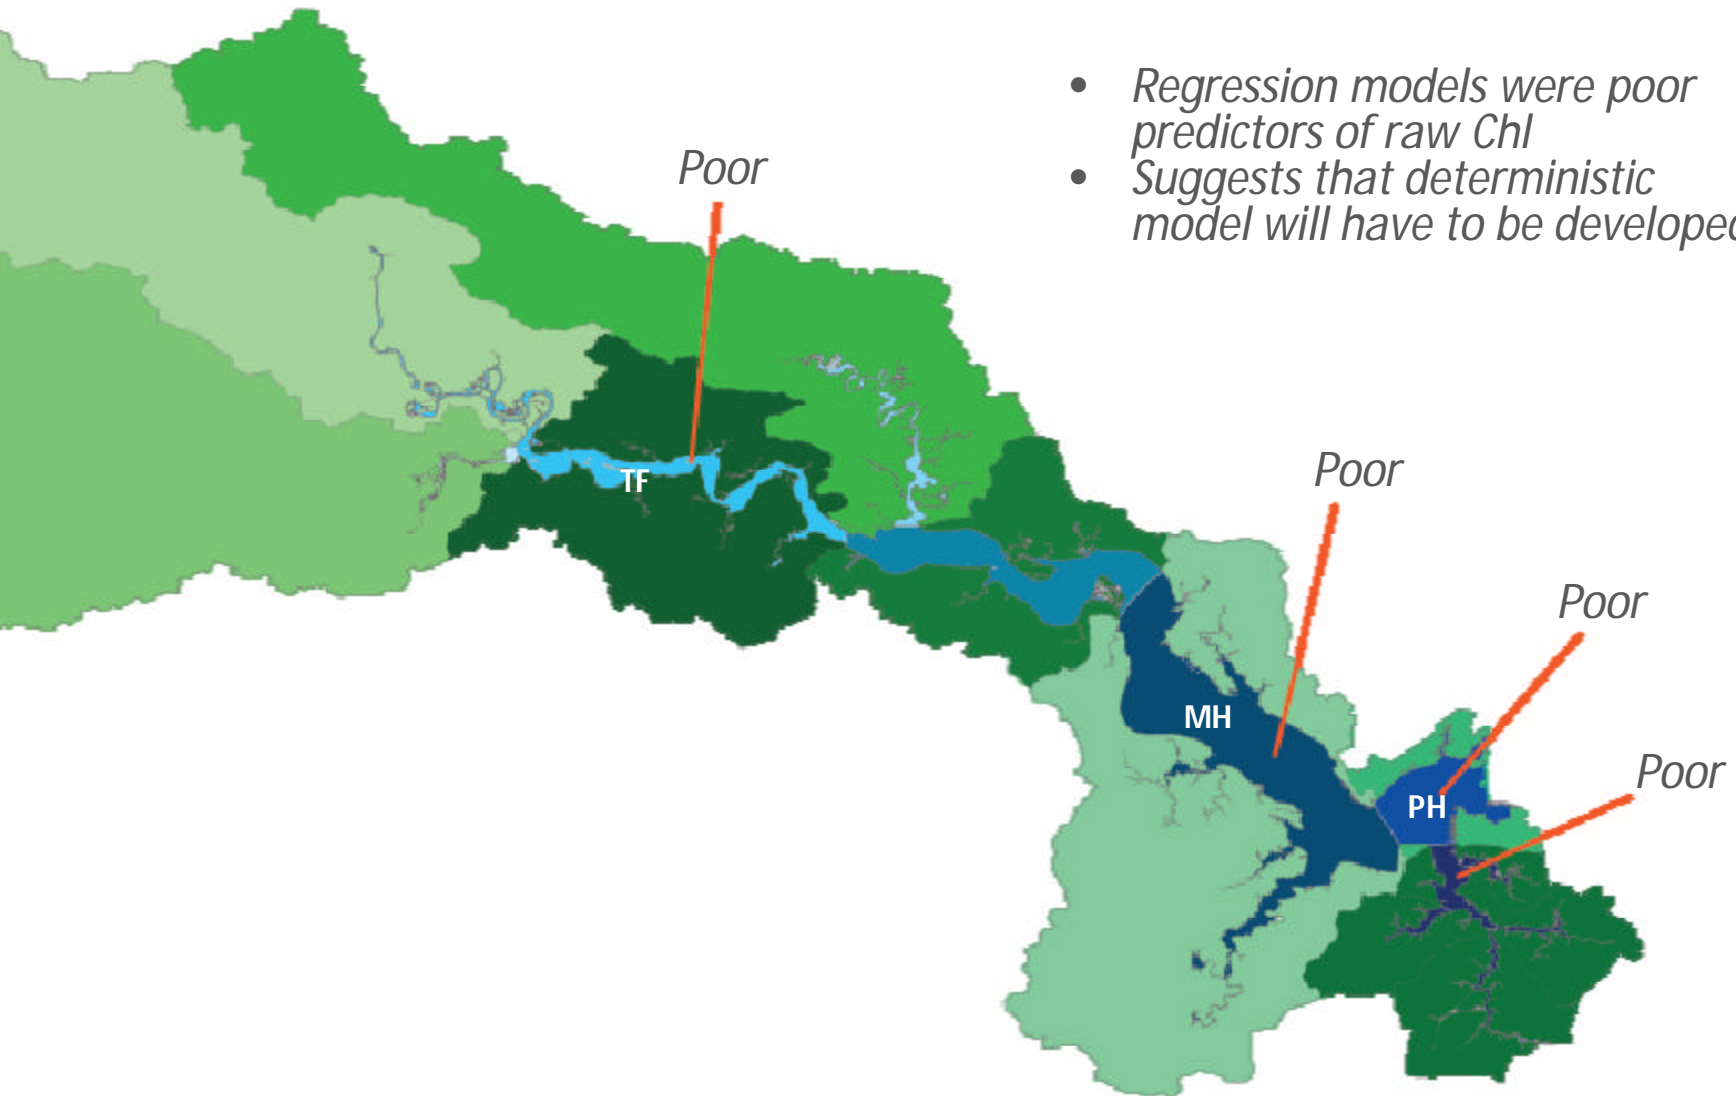 • Regression models were poor
predictors of raw Chl
• Suggests that deterministic
model will have to be develope
Poor
Poor
TF
Poor
MH
Poor
PH